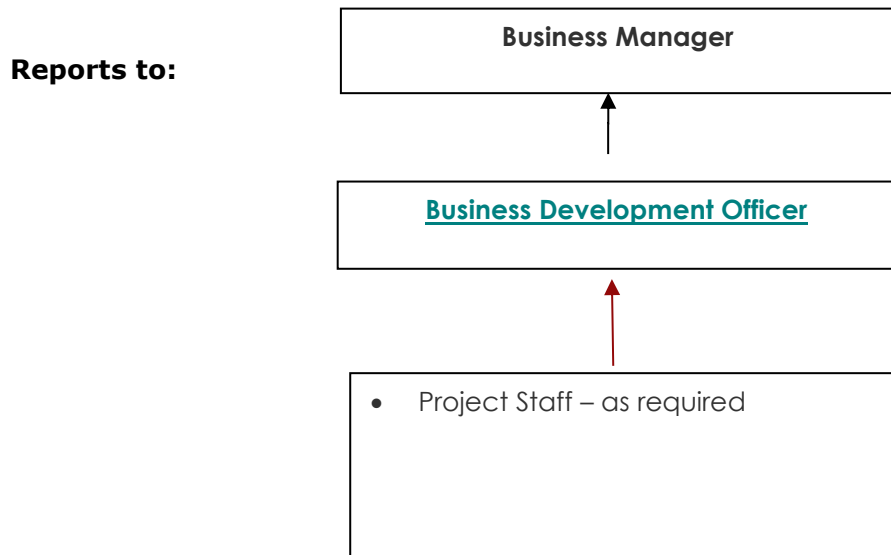 Business Manager
Reports to:
Business Development Officer
• Project Staff – as required